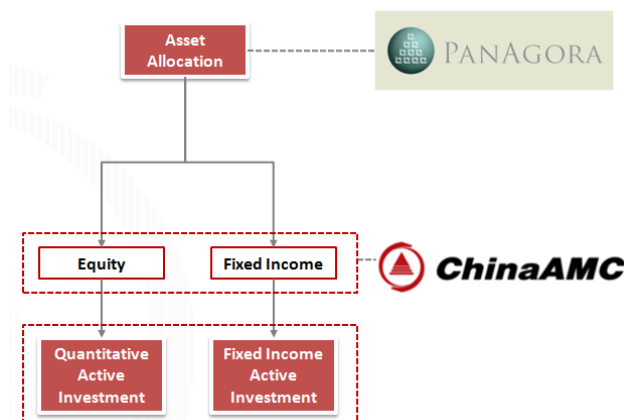 Asset
Allocation
PANAGORA
Equity
Fixed Income
ChinaAMC
Quantitative
Active
Investment
Fixed Income
Active
Investment